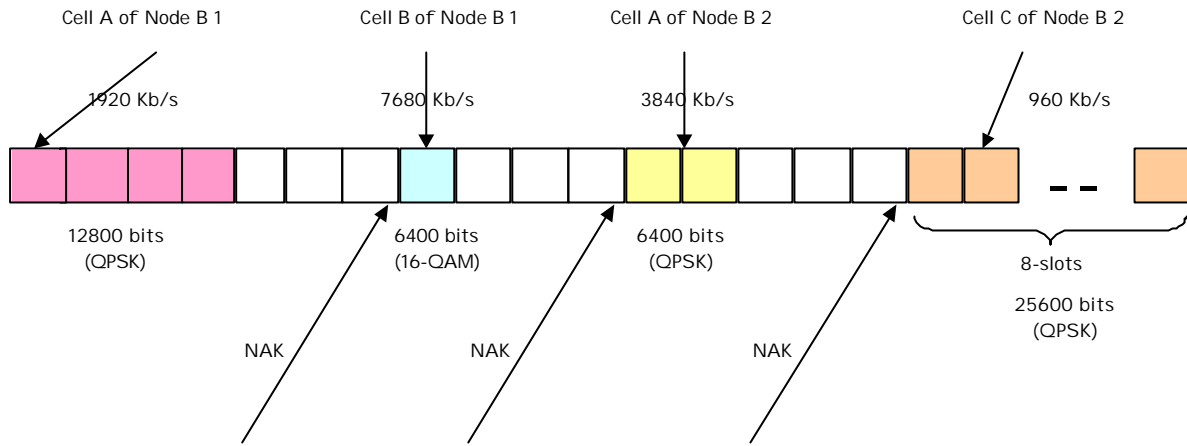 Cell A of Node B 1
Cell B of Node B 1
Cell A of Node B 2
Cell C of Node B 2
1920 Kb/s
7680 Kb/s
3840 Kb/s
960 Kb/s
12800 bits
(QPSK)
6400 bits
(16-QAM)
6400 bits
(QPSK)
8-slots
25600 bits
(QPSK)
NAK
NAK
NAK